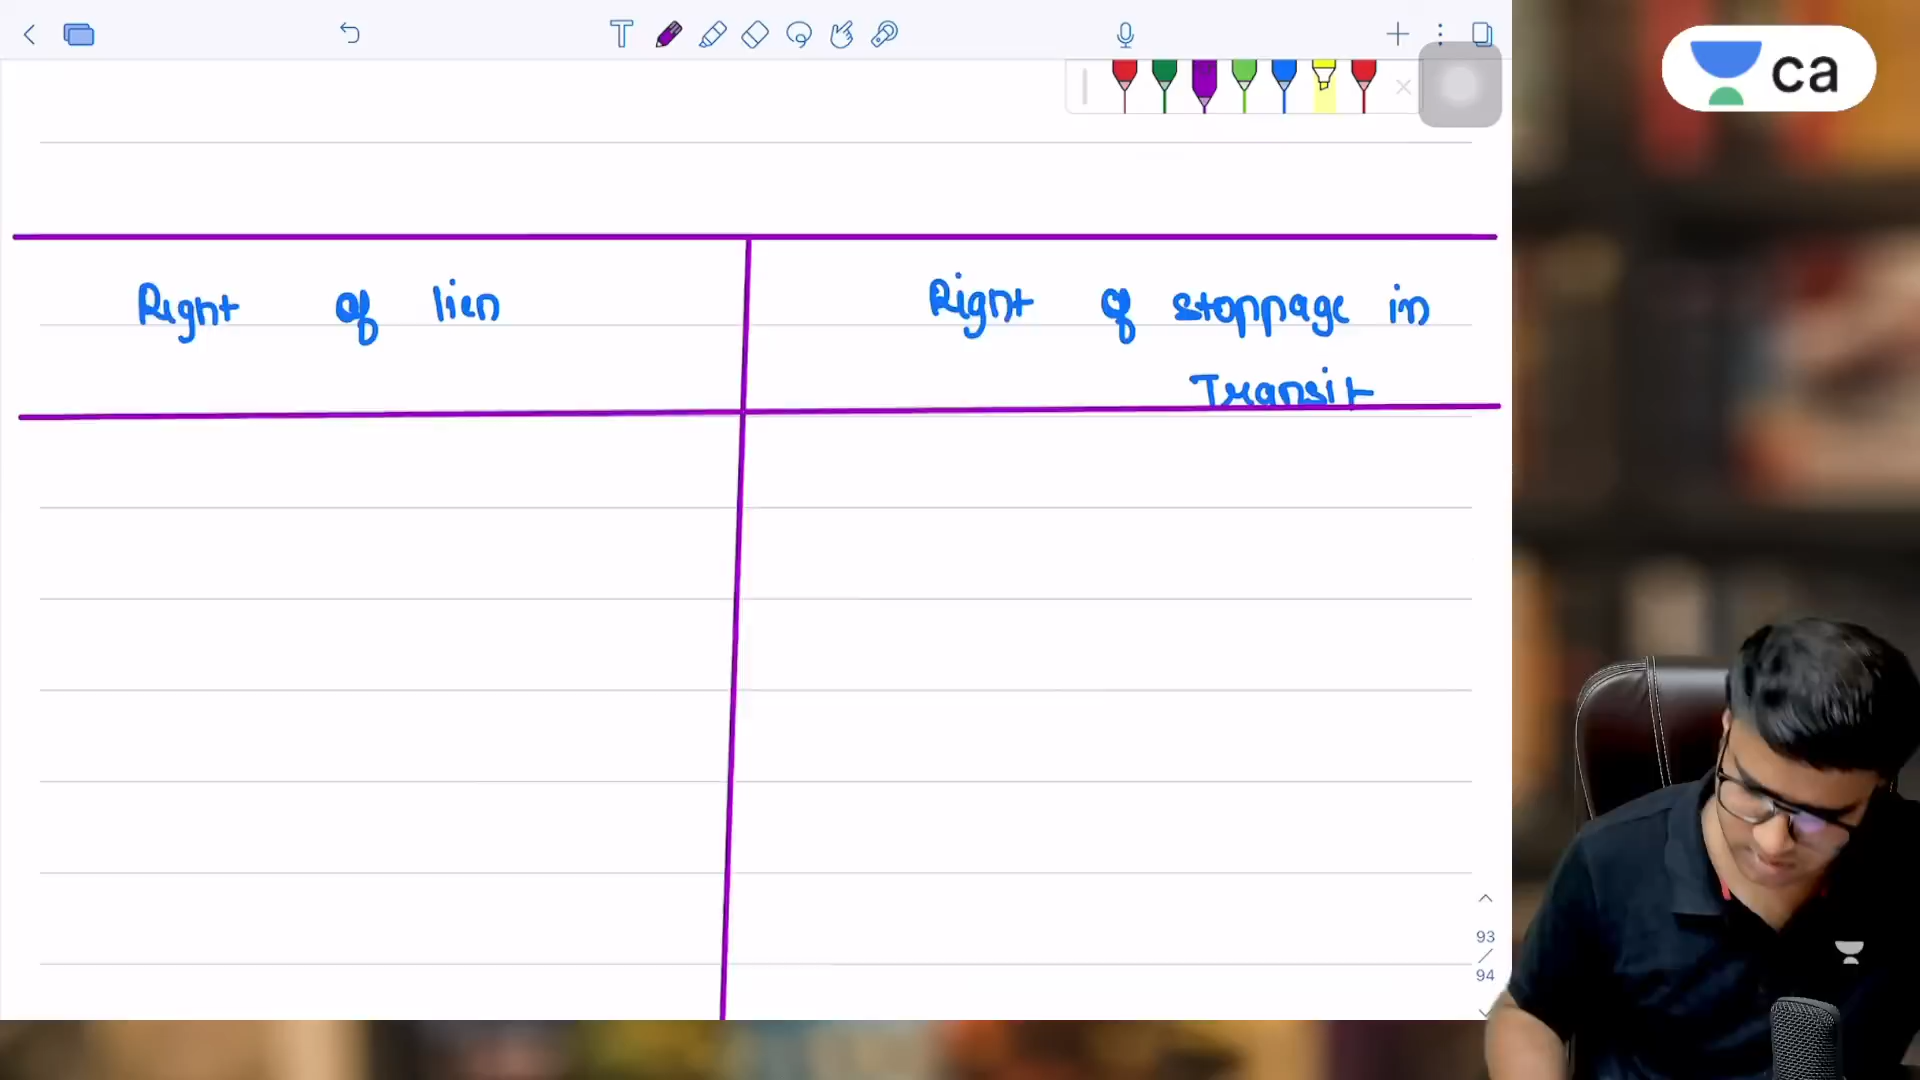 T
ca
Right of lien
Right of stoppage in
Transit
93
/
94